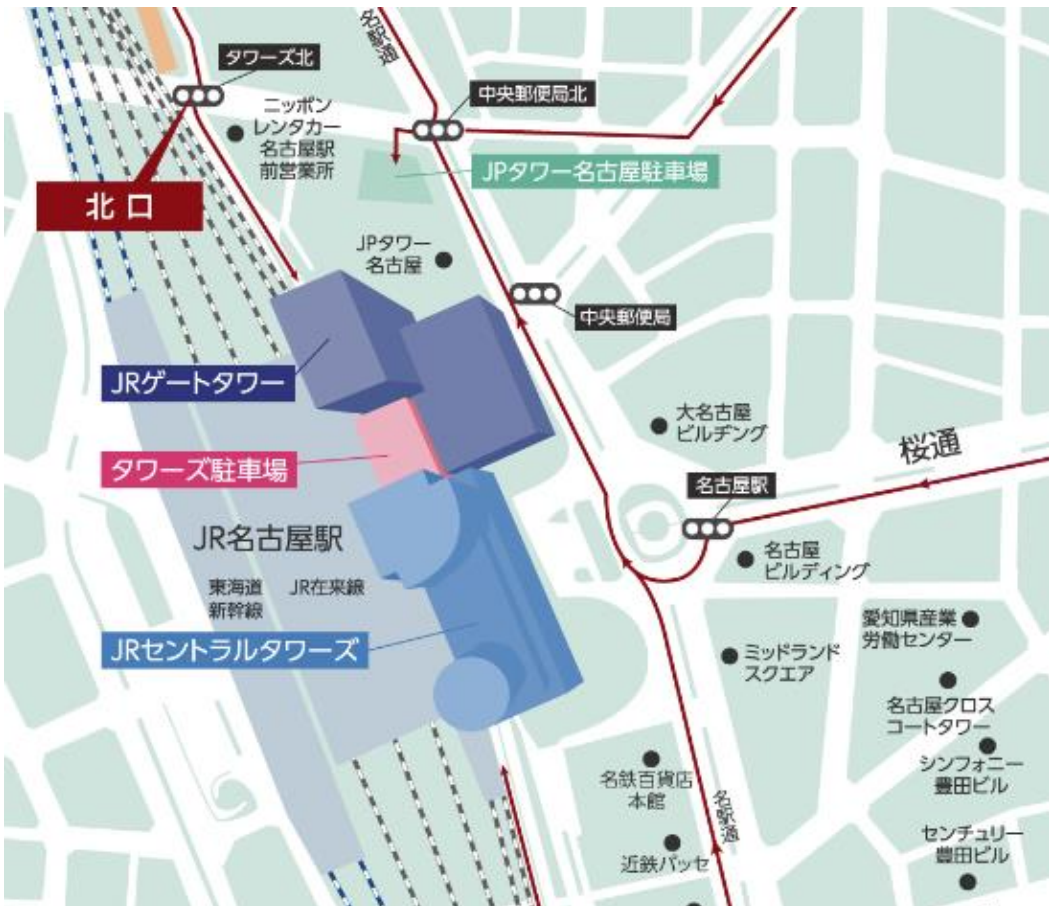 タワーズ北
名駅通
中央郵便局北
ニッポン
レンタカー
名古屋駅
前営業所
北口
JPタワー名古屋駐車場
JPタワー
名古屋
中央郵便局
JRゲートタワー
大名古屋
ビルヂング
桜通
タワーズ駐車場
名古屋駅
JR名古屋駅
名古屋
ビルディング
東海道
新幹線
JR在来線
愛知県産業
労働センター
JRセントラルタワーズ
ミッドランド
スクエア
名古屋クロス
コートタワー
シンフォニー
豊田ビル
名鉄百貨店
本館
名駅通
センチュリー
豊田ビル
近鉄パッセ